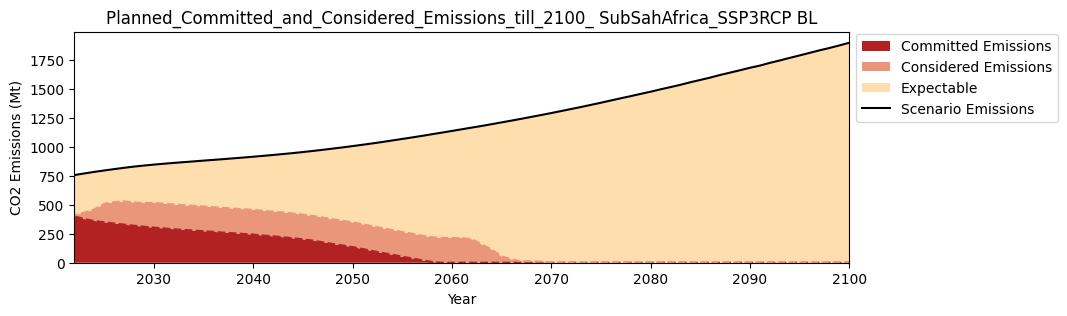 Planned_Committed_and_Considered_Emissions_till_2100_ SubSahAfrica_SSP3RCP BL
Committed Emissions
Considered Emissions
Expectable
Scenario Emissions
CO2 Emissions (Mt)
1750
1500
1250
1000
750
500
250
0
2030
2040
2050
2060
2070
2080
2090
2100
Year